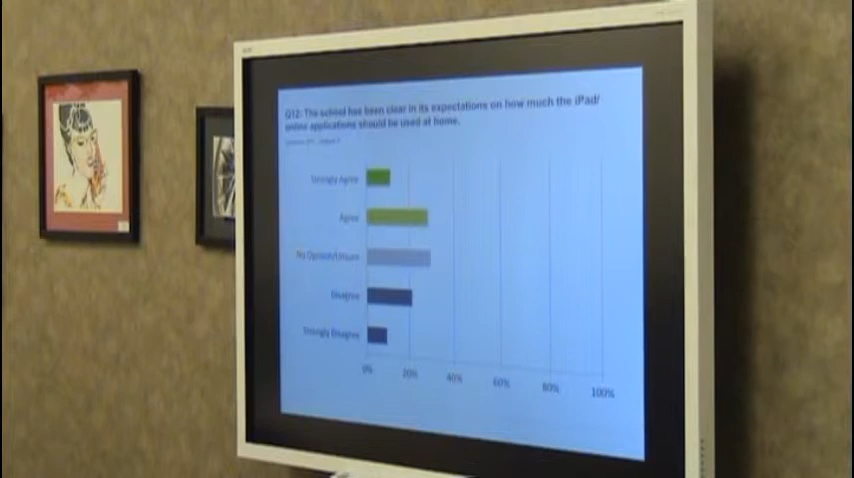 Q12: The school has been clear in its expectations on how much the iPad/
online applications should be used at home.
Strongly Agree
Agree
No Opinion/Unsure
Disagree
Strongly Disagree
0% 20% 40% 60% 80% 100%